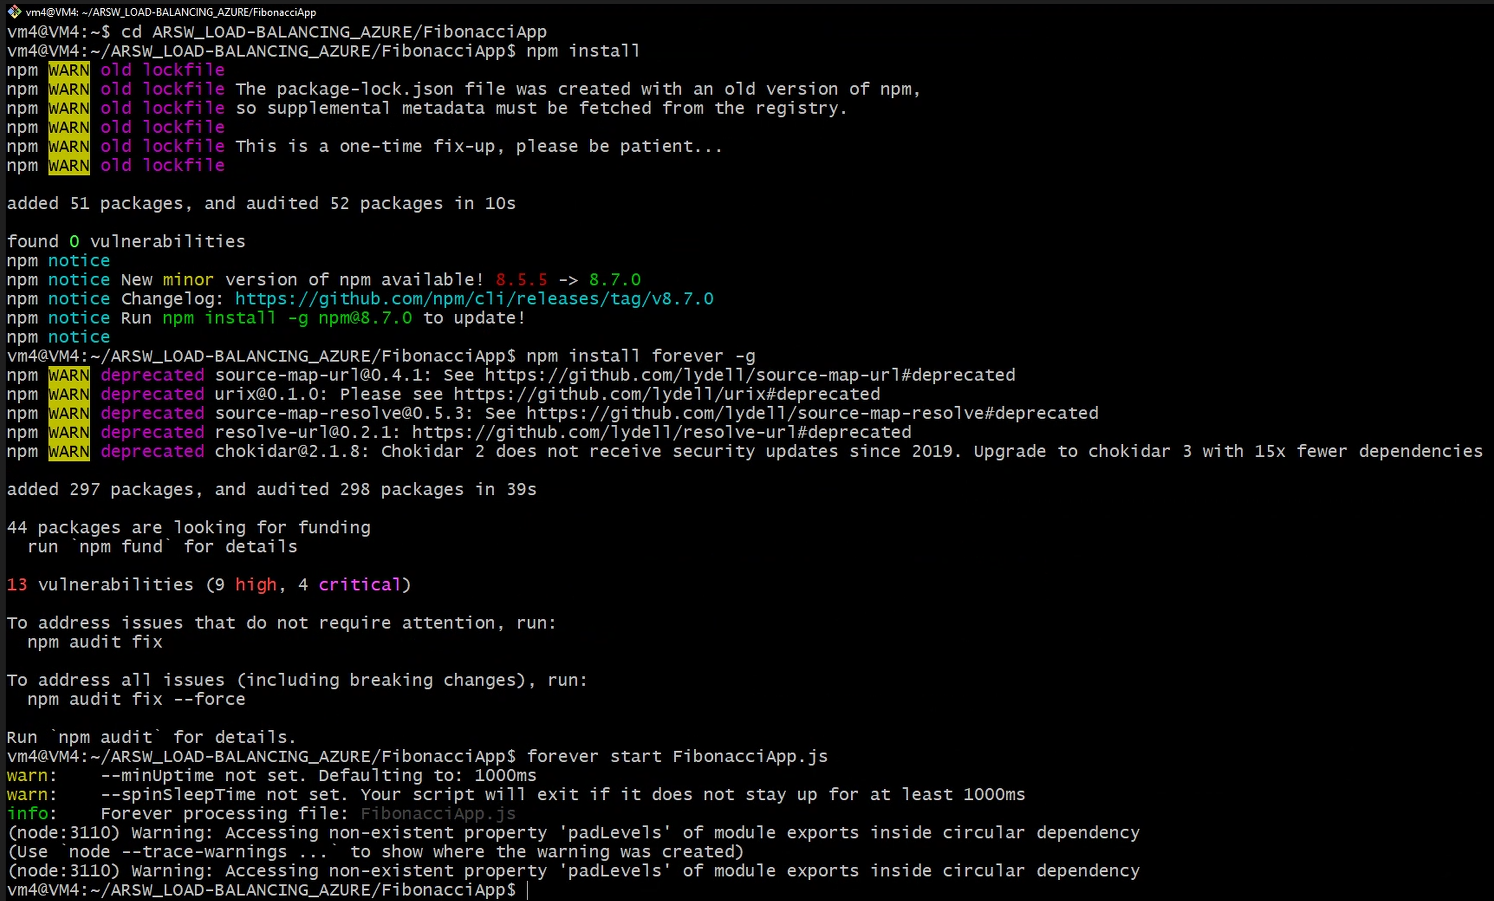 vm4@VM4: ~/ARSW_LOAD-BALANCING_AZURE/FibonacciApp
vm4@VM4:~$ cd ARSW_LOAD-BALANCING_AZURE/FibonacciApp
vm4@VM4:~/ARSW_LOAD-BALANCING_AZURE/FibonacciApp$ npm install
npm WARN old lockfile
npm WARN old lockfile The package-lock.json file was created with an old version of npm,
npm WARN old lockfile so supplemental metadata must be fetched from the registry.
npm WARN old lockfile
npm WARN old lockfile This is a one-time fix-up, please be patient...
npm WARN old lockfile
added 51 packages, and audited 52 packages in 10s
found 0 vulnerabilities
npm notice
npm notice New minor version of npm available! 8.5.5 -> 8.7.0
npm notice Changelog: https://github.com/npm/cli/releases/tag/v8.7.0
npm notice Run npm install -g npm@8.7.0 to update!
npm notice
vm4@VM4:~/ARSW_LOAD-BALANCING_AZURE/FibonacciApp$ npm install forever -g
npm WARN deprecated source-map-url@0.4.1: See https://github.com/lydell/source-map-url#deprecated
npm WARN deprecated urix@0.1.0: Please see https://github.com/lydell/urix#deprecated
npm WARN deprecated source-map-resolve@0.5.3: See https://github.com/lydell/source-map-resolve#deprecated
npm WARN deprecated resolve-url@0.2.1: https://github.com/lydell/resolve-url#deprecated
npm WARN deprecated chokidar@2.1.8: Chokidar 2 does not receive security updates since 2019. Upgrade to chokidar 3 with 15x fewer dependencies
added 297 packages, and audited 298 packages in 39s
44 packages are looking for funding
run `npm fund` for details
13 vulnerabilities (9 high, 4 critical)
To address issues that do not require attention, run:
npm audit fix
To address all issues (including breaking changes), run:
npm audit fix --force
Run `npm audit` for details.
vm4@VM4:~/ARSW_LOAD-BALANCING_AZURE/FibonacciApp$ forever start FibonacciApp.js
warn:    --minUptime not set. Defaulting to: 1000ms
warn:    --spinSleepTime not set. Your script will exit if it does not stay up for at least 1000ms
info:    Forever processing file: FibonacciApp.js
(node:3110) Warning: Accessing non-existent property 'padLevels' of module exports inside circular dependency
(Use `node --trace-warnings ...` to show where the warning was created)
(node:3110) Warning: Accessing non-existent property 'padLevels' of module exports inside circular dependency
vm4@VM4:~/ARSW_LOAD-BALANCING_AZURE/FibonacciApp$